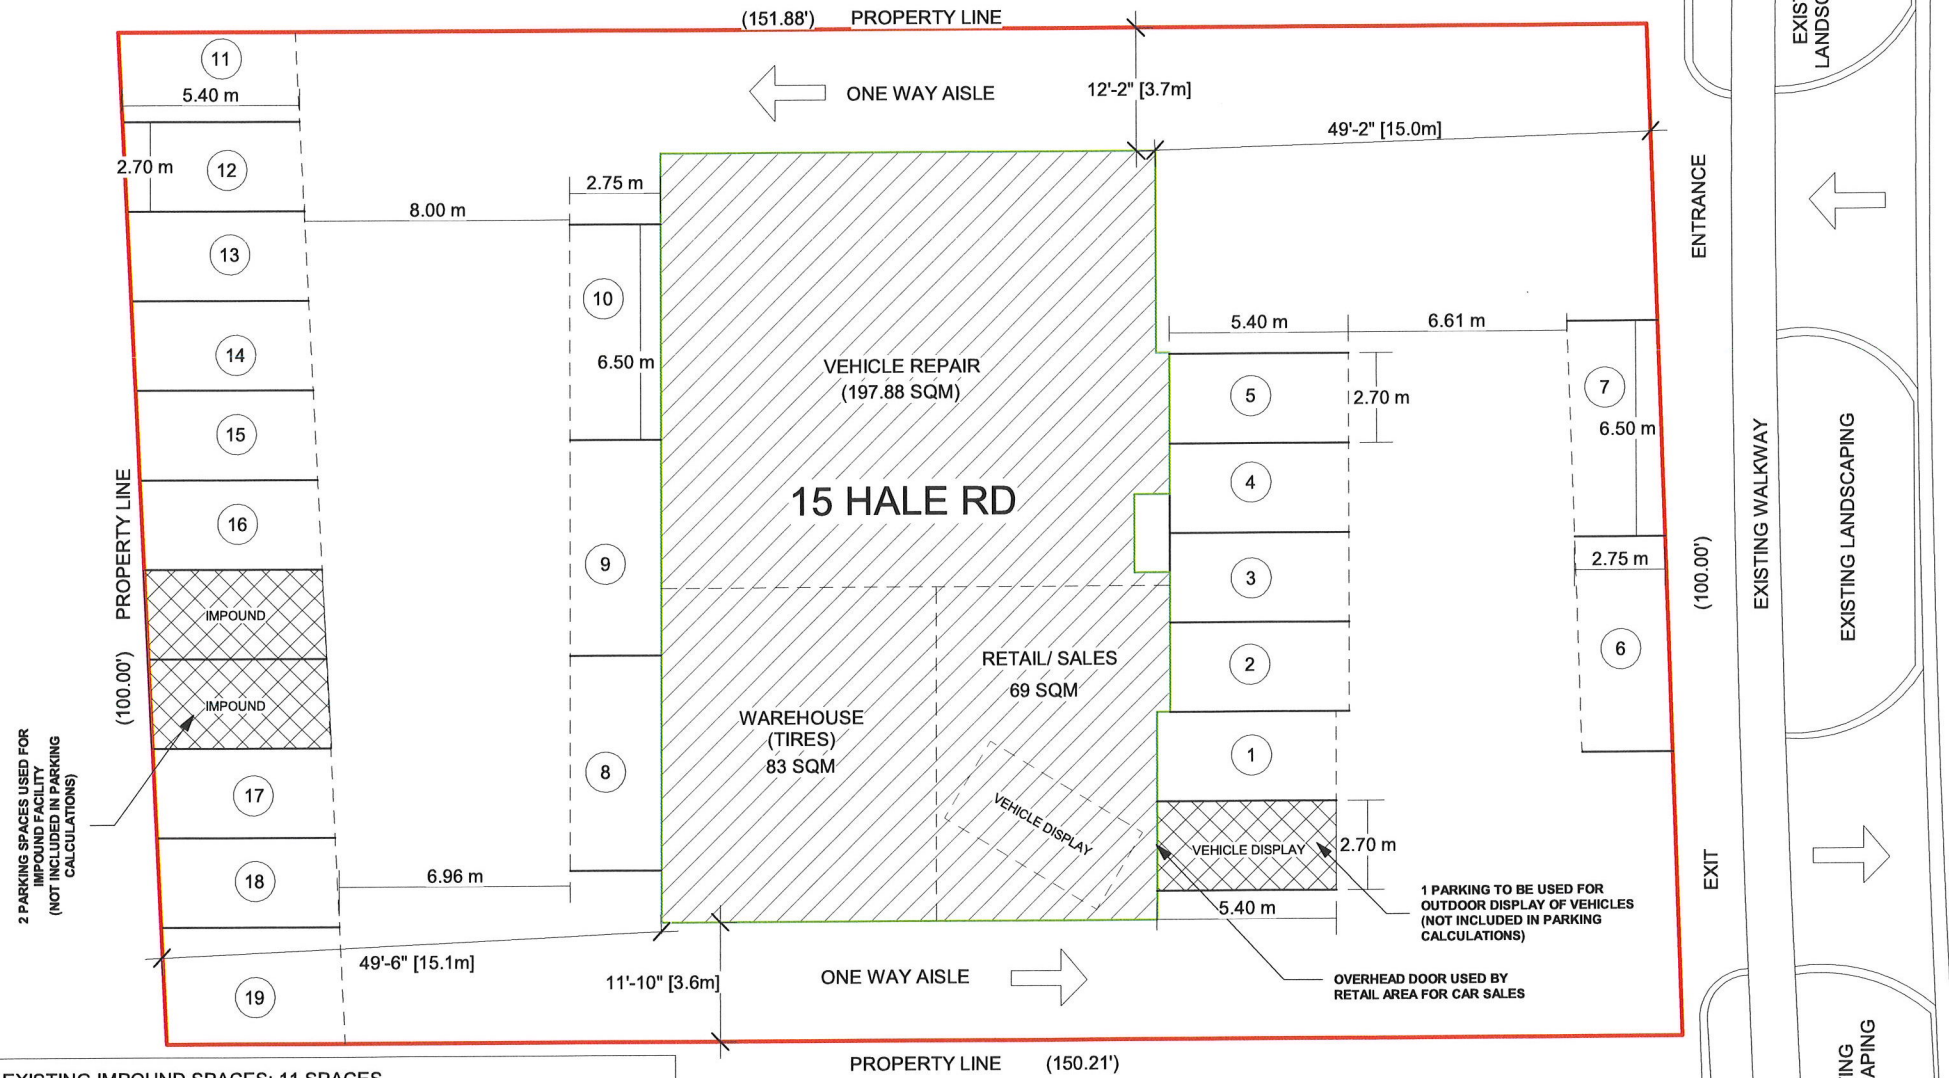 (151.88') PROPERTY LINE
11
5.40 m
ONE WAY AISLE
12'-2" [3.7m]
49'-2" [15.0m]
2.70 m
12
2.75 m
8.00 m
ENTRANCE
13
10
6.50 m
14
15
16
VEHICLE REPAIR
(197.88 SQM)
15 HALE RD
5.40 m
6.61 m
5
2.70 m
4
3
2
1
7
6.50 m
2.75 m
6
(100.00')
EXISTING WALKWAY
EXISTING LANDSCAPING
PROPERTY LINE
(100.00')
IMPOUND
IMPOUND
9
8
RETAIL/ SALES
69 SQM
WAREHOUSE
(TIRES)
83 SQM
VEHICLE DISPLAY
VEHICLE DISPLAY
2.70 m
5.40 m
EXIT
2 PARKING SPACES USED FOR
IMPOUND FACILITY
(NOT INCLUDED IN PARKING
CALCULATIONS)
17
18
19
6.96 m
49'-6" [15.1m]
11'-10" [3.6m]
ONE WAY AISLE
1 PARKING TO BE USED FOR
OUTDOOR DISPLAY OF VEHICLES
(NOT INCLUDED IN PARKING
CALCULATIONS)
OVERHEAD DOOR USED BY
RETAIL AREA FOR CAR SALES
PROPERTY LINE (150.21')
EXISTING IMPOUND SPACES: 11 SPACES